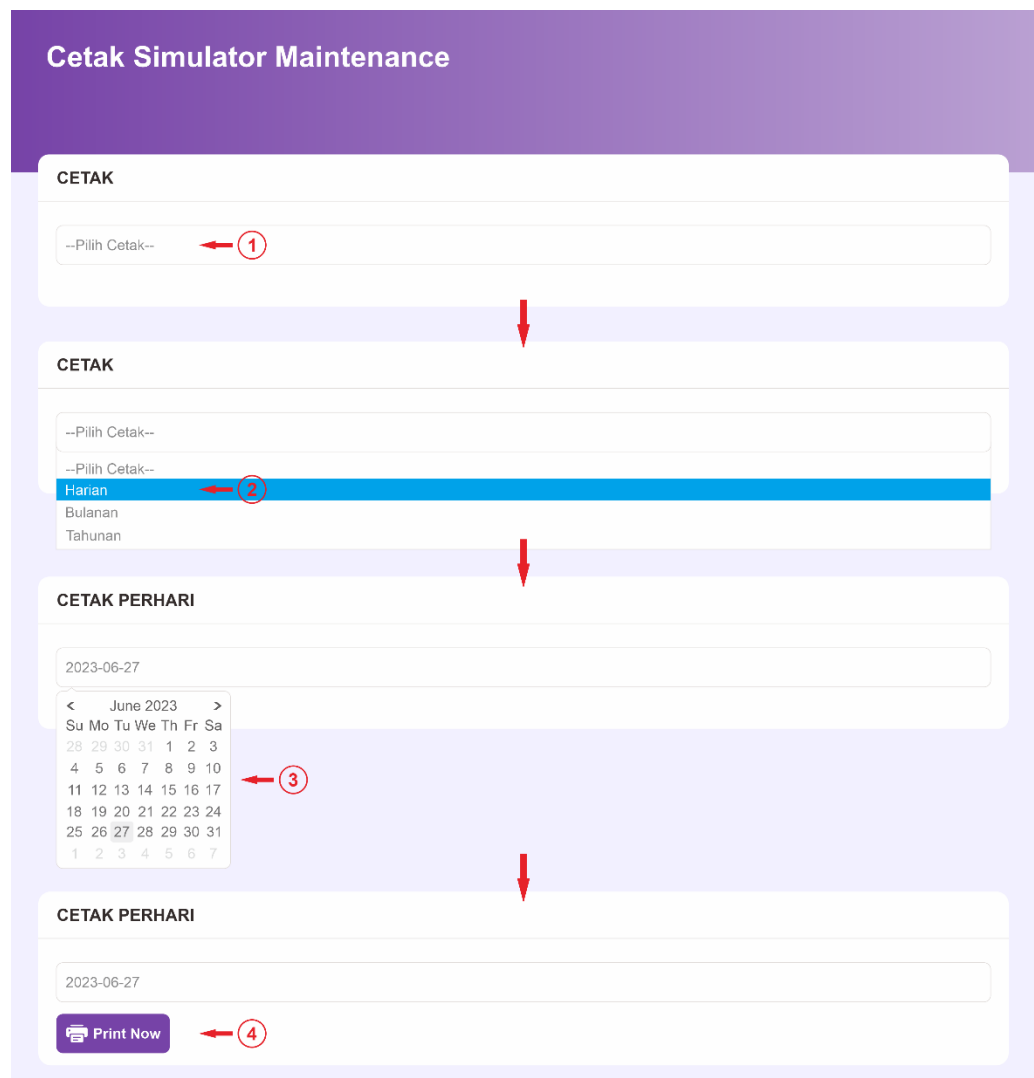 Cetak Simulator Maintenance
CETAK
--Pilih Cetak--
1
CETAK
--Pilih Cetak--
--Pilih Cetak--
Harian
2
Bulanan
Tahunan
CETAK PERHARI
2023-06-27
< June 2023 >
Su Mo Tu We Th Fr Sa
28 29 30 31 1 2 3
4 5 6 7 8 9 10
11 12 13 14 15 16 17
18 19 20 21 22 23 24
25 26 27 28 29 30 31
1 2 3 4 5 6 7
3
CETAK PERHARI
2023-06-27
Print Now
4